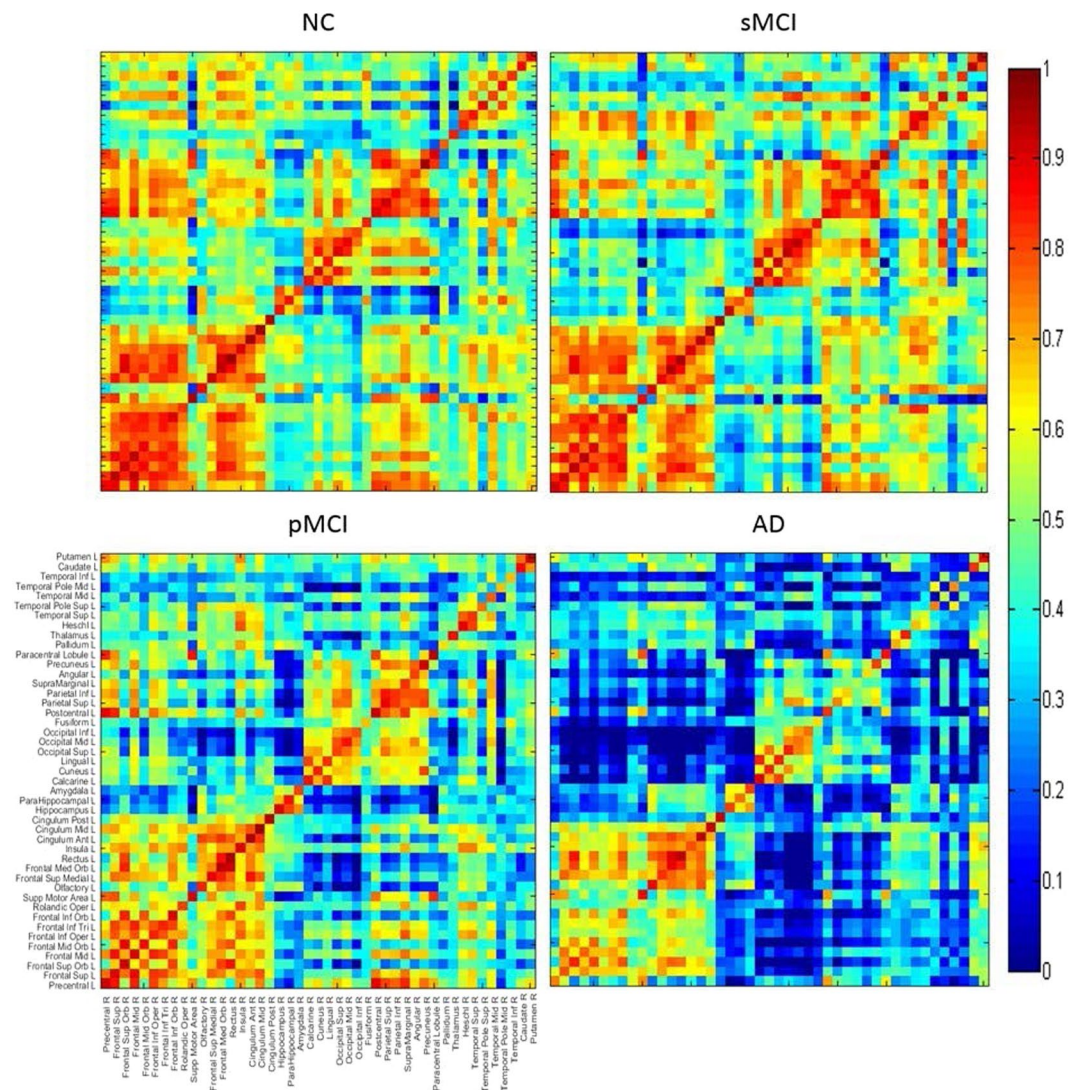 NC
sMCI
1
0.9
0.8
0.7
0.6
0.5
0.4
0.3
0.2
0.1
0
pMCI
AD
Putamen L
Caudate L
Temporal Inf L
Temporal Pole Mid L
Temporal Mid L
Temporal Pole Sup L
Temporal Sup L
Heschl L
Thalamus L
Pallidum L
Paracentral Lobule L
Precuneus L
Angular L
SupraMarginal L
Parietal Inf L
Parietal Sup L
Postcentral L
Fusiform L
Occipital Inf L
Occipital Mid L
Occipital Sup L
Lingual L
Cuneus L
Calcarine L
Amygdala L
ParaHippocampal L
Hippocampus L
Cingulum Post L
Cingulum Mid L
Cingulum Ant L
Insula L
Rectus L
Frontal Med Orb L
Frontal Sup Medial L
Olfactory L
Supp Motor Area L
Rolandic Oper L
Frontal Inf Orb L
Frontal Inf Tri L
Frontal Inf Oper L
Frontal Mid Orb L
Frontal Mid L
Frontal Sup Orb L
Frontal Sup L
Precentral L
Precentral R
Frontal Sup R
Frontal Sup Orb R
Frontal Mid R
Frontal Mid Orb R
Frontal Inf Oper R
Frontal Inf Tri R
Frontal Inf Orb R
Rolandic Oper R
Supp Motor Area R
Olfactory R
Frontal Sup Medial R
Frontal Med Orb R
Rectus R
Insula R
Cingulum Ant R
Cingulum Mid R
Cingulum Post R
Hippocampus R
ParaHippocampal R
Amygdala R
Calcarine R
Cuneus R
Lingual R
Occipital Sup R
Occipital Mid R
Occipital Inf R
Fusiform R
Postcentral R
Parietal Sup R
Parietal Inf R
SupraMarginal R
Angular R
Precuneus R
Paracentral Lobule R
Pallidum R
Thalamus R
Heschl R
Temporal Sup R
Temporal Pole Sup R
Temporal Mid R
Temporal Pole Mid R
Temporal Inf R
Caudate R
Putamen R